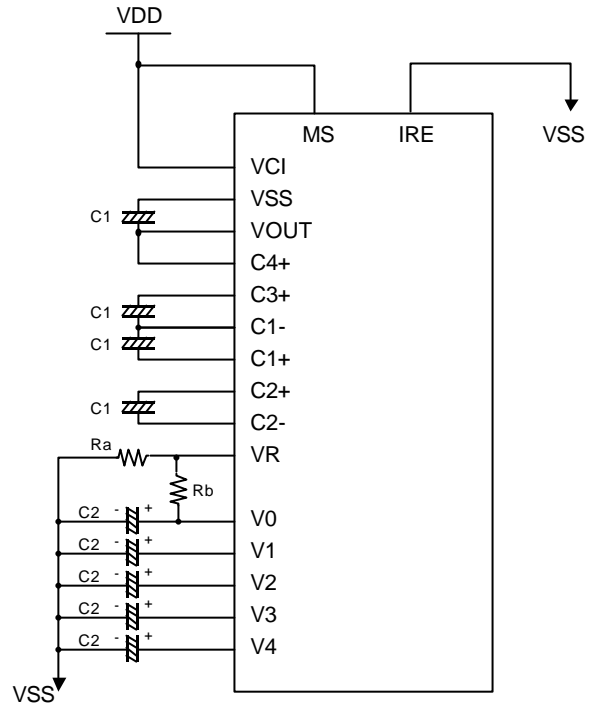 VDD
MS IRE VSS
VCI
VSS
C1 VOUT
C4+
C3+
C1 C1-
C1 C1+
C2+
C1 C2-
Ra VR
Rb
C2 - + V0
C2 - + V1
C2 - + V2
C2 - + V3
C2 - + V4
VSS